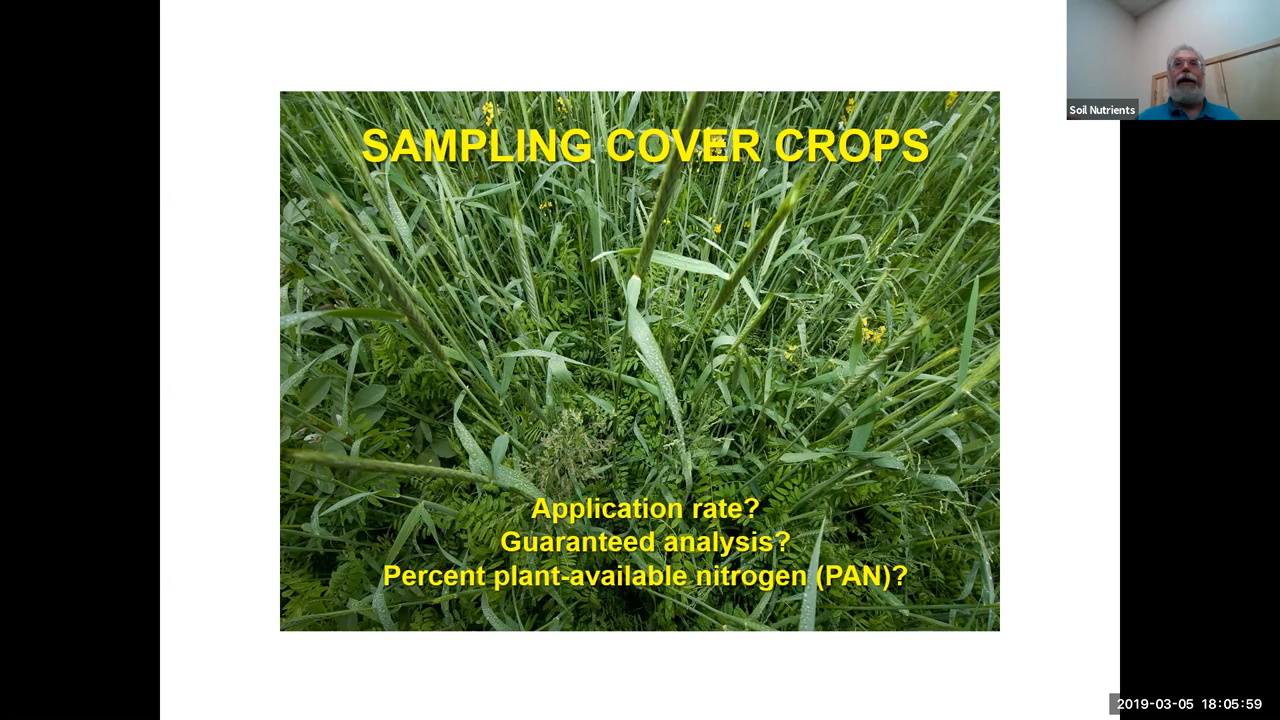 Soil Nutrients
SAMPLING COVER CROPS
Application rate?
Guaranteed analysis?
Percent plant-available nitrogen (PAN)?
2019-03-05 18:05:59